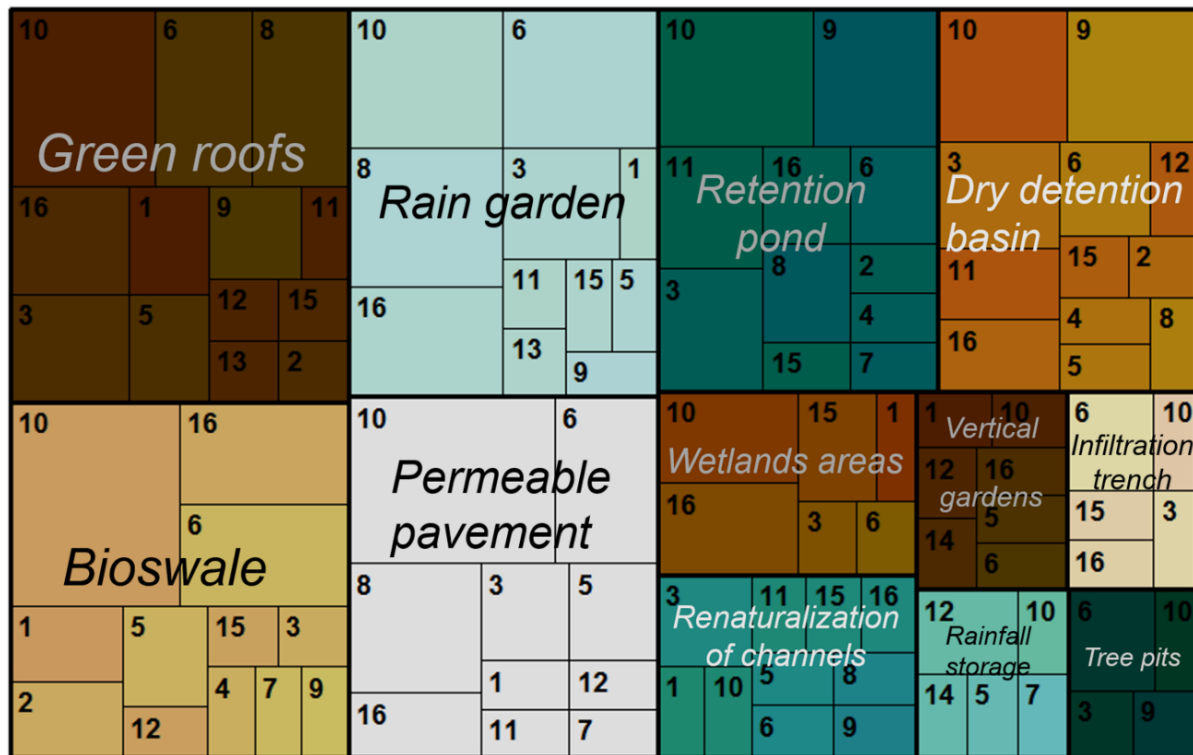 10 6 8
Green roofs
16 1 9 11
12 15
3 5
13 2
10 6
8 3 1
Rain garden
11 15 5
16
13 9
10 9
11 16 6
Retention
pond
8 2
3
4
15 7
10 9
3 6 12
Dry detention
basin
11 15 2
4 8
16
5
10 16
6
Bioswale
1 5 15 3
2 4 7 9
12
10 6
Permeable
pavement
8 3 5
1 12
16 11 7
10 15 1
Wetlands areas
16
3 6
1 10
Vertical
12 16
gardens
5
14
6
6 10
Infiltration
trench
15 3
16
3 11 15 16
Renaturalization
of channels
5 8
1 10
6 9
12 10
Rainfall
storage
14 5 7
6 10
Tree pits
3 9